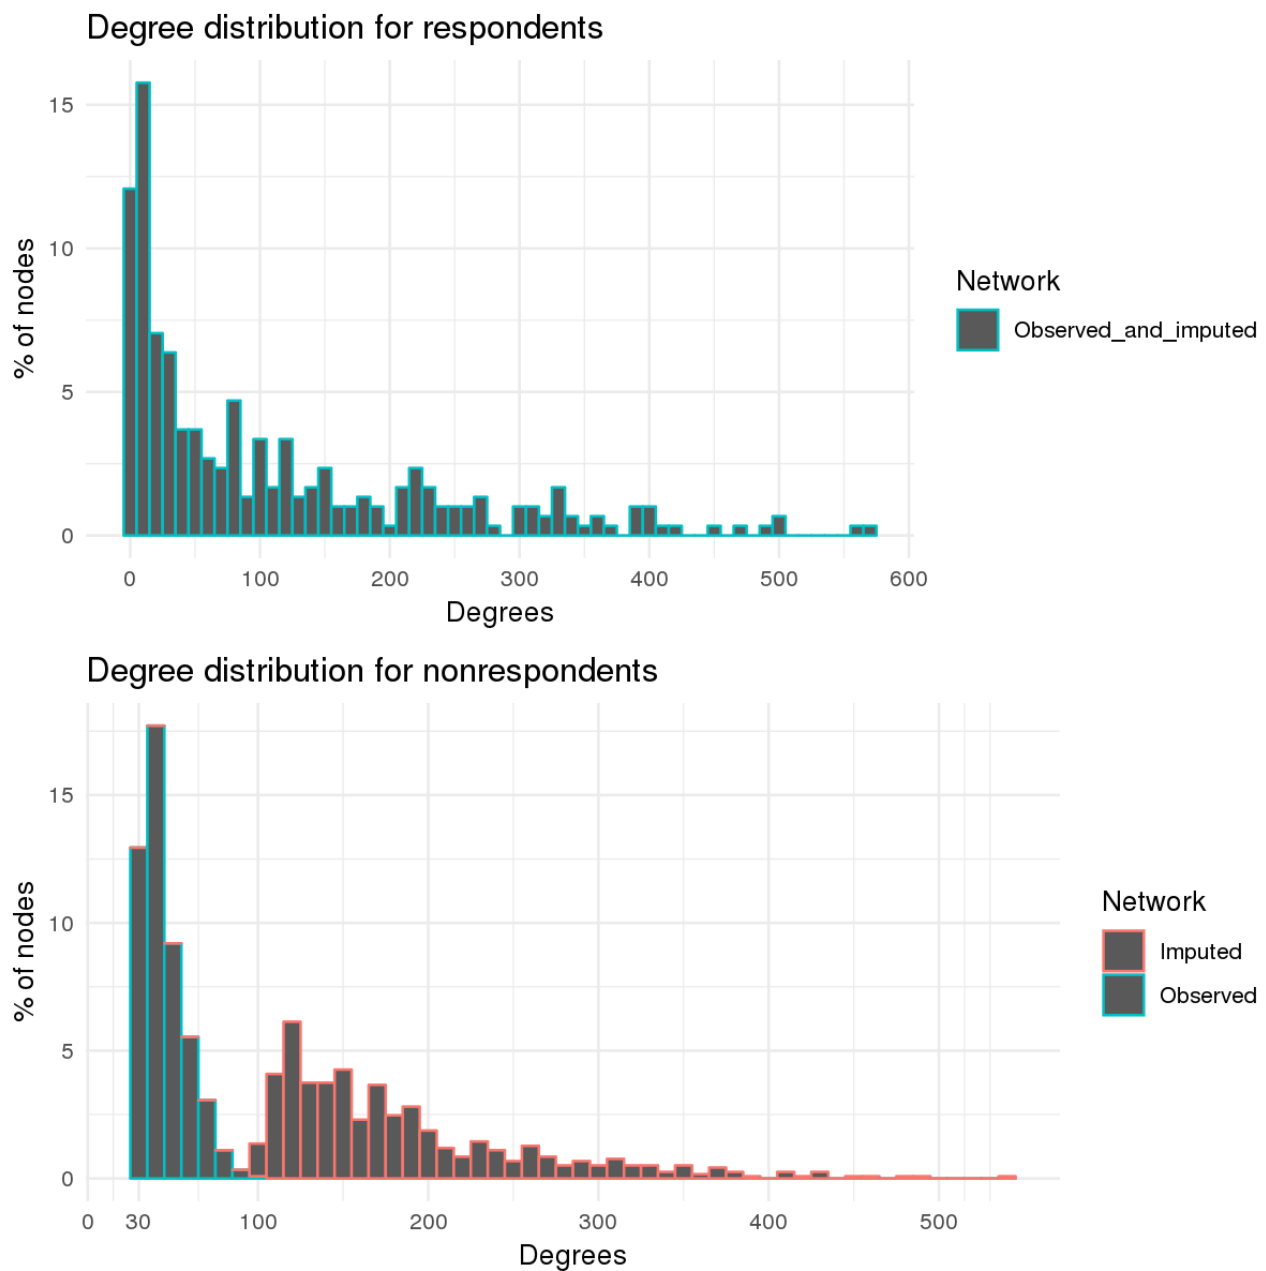 Degree distribution for respondents
% of nodes
15
10
5
0
0 100 200 300 400 500 600
Degrees
Network
Observed_and_imputed
Degree distribution for nonrespondents
% of nodes
15
10
5
0
0 30 100 200 300 400 500
Degrees
Network
Imputed
Observed